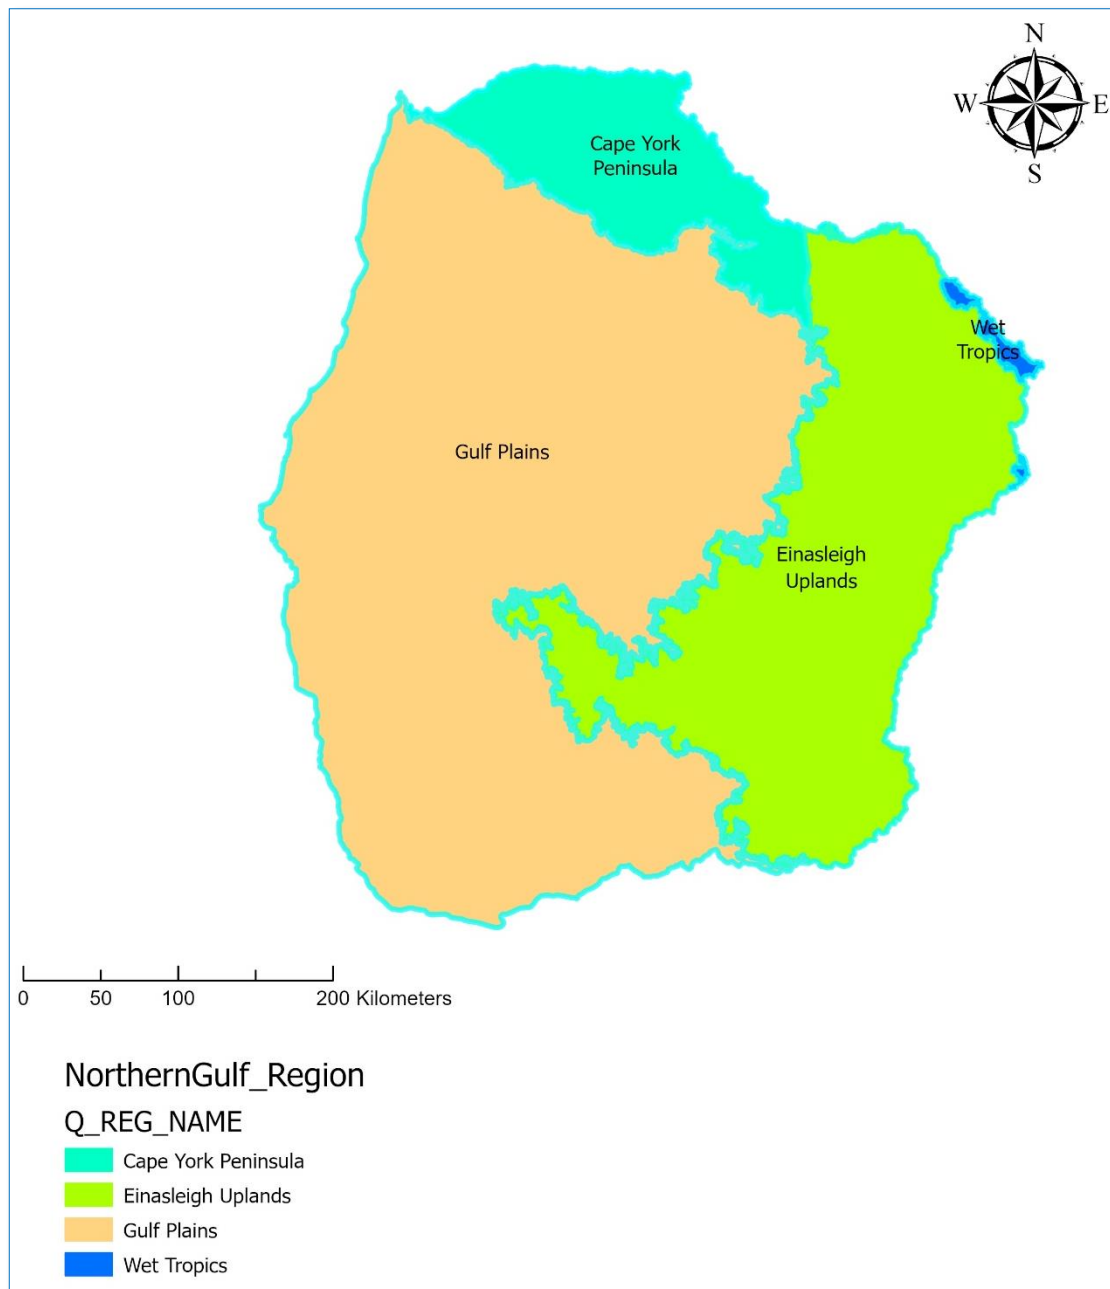 N
W
E
S
Cape York
Peninsula
Wet
Tropics
Gulf Plains
Einasleigh
Uplands
0 50 100 200 Kilometers
NorthernGulf_Region
Q_REG_NAME
Cape York Peninsula
Einasleigh Uplands
Gulf Plains
Wet Tropics